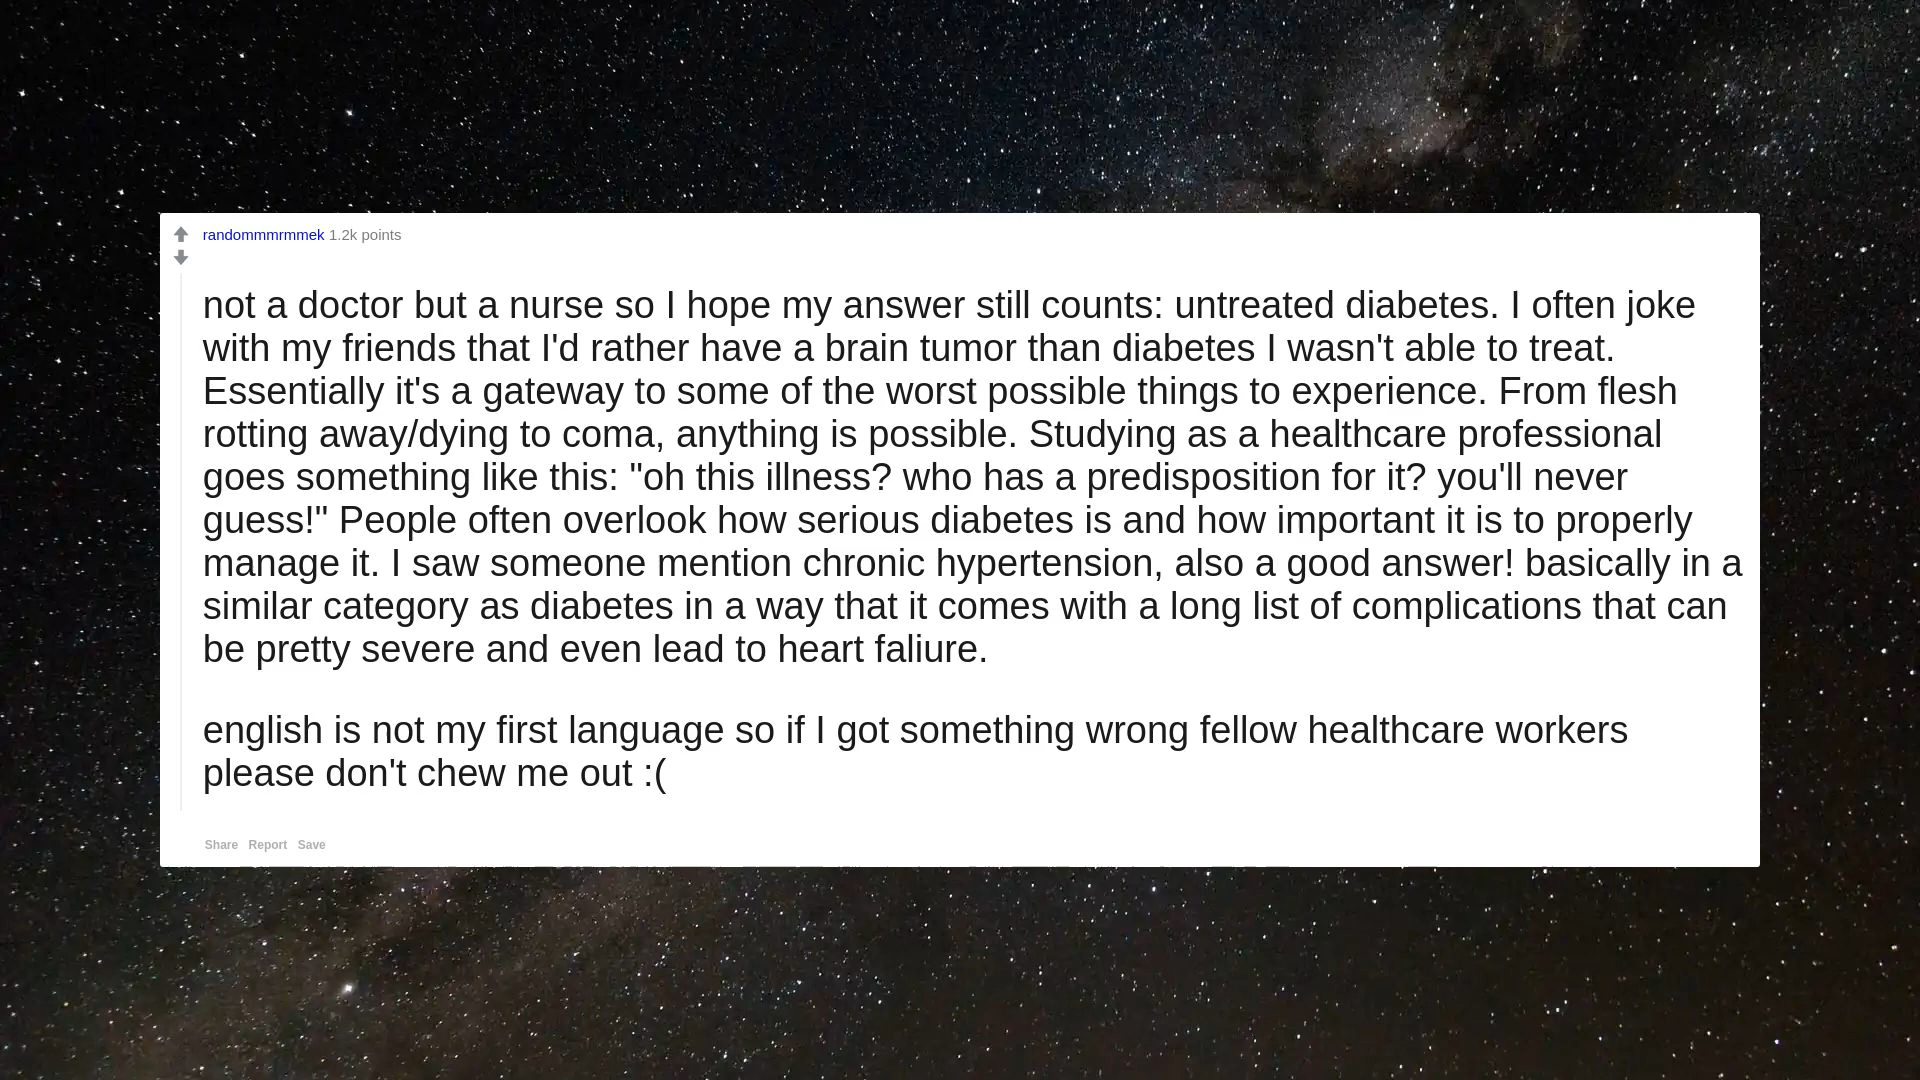 randommmrmmek 1.2k points
not a doctor but a nurse so I hope my answer still counts: untreated diabetes. I often joke
with my friends that I'd rather have a brain tumor than diabetes I wasn't able to treat.
Essentially it's a gateway to some of the worst possible things to experience. From flesh
rotting away/dying to coma, anything is possible. Studying as a healthcare professional
goes something like this: "oh this illness? who has a predisposition for it? you'll never
guess!" People often overlook how serious diabetes is and how important it is to properly
manage it. I saw someone mention chronic hypertension, also a good answer! basically in a
similar category as diabetes in a way that it comes with a long list of complications that can
be pretty severe and even lead to heart faliure.
english is not my first language so if I got something wrong fellow healthcare workers
please don't chew me out :(
Share Report Save